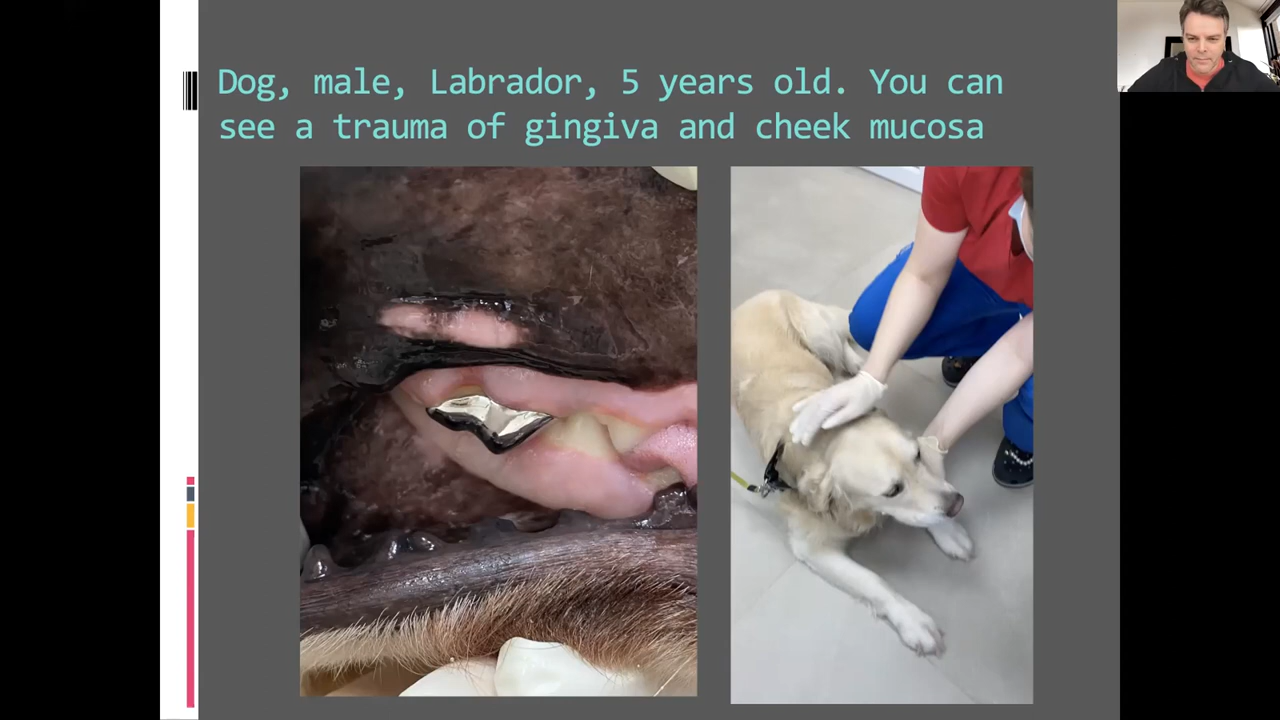 Dog, male, Labrador, 5 years old. You can
see a trauma of gingiva and cheek mucosa